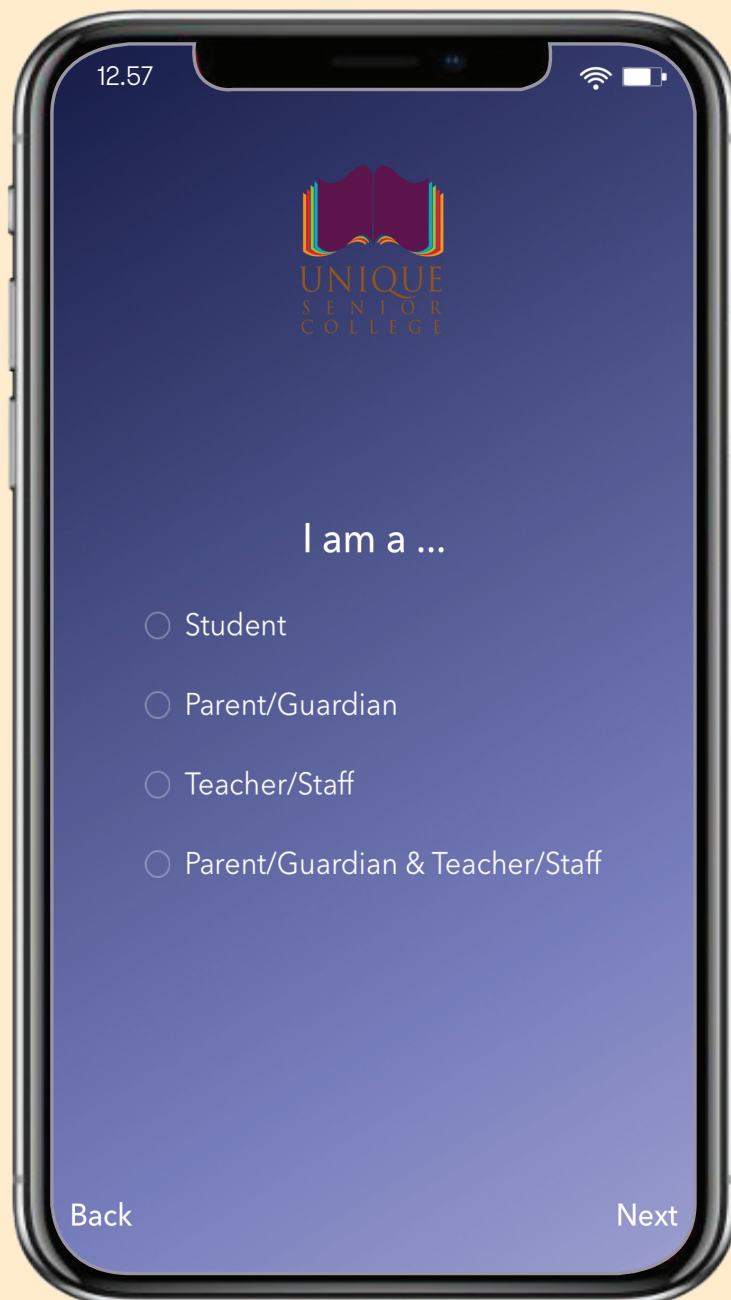 12.57
UNIQUE
SENIOR
COLLEGE
I am a ...
Student
Parent/Guardian
Teacher/Staff
Parent/Guardian & Teacher/Staff
Back
Next